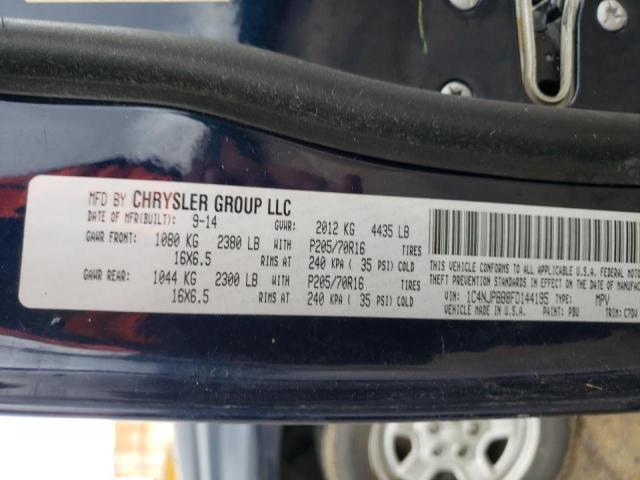 MFD BY CHRYSLER GROUP LLC
DATE OF MFR(BUILT): 9-14 GVWR: 2012 KG 4435 LB
GAWR FRONT: 1080 KG 2380 LB WITH P205/70R16 TIRES
16X6.5 RIMS AT 240 KPA ( 35 PSI) COLD
GAWR REAR: 1044 KG 2300 LB WITH P205/70R16 TIRES
16X6.5 RIMS AT 240 KPA ( 35 PSI) COLD
THIS VEHICLE CONFORMS TO ALL APPLICABLE U.S.A. FEDERAL MOTOR
THEFT PREVENTION STANDARDS IN EFFECT ON THE DATE OF MANUFAC
VIN: 1C4NJPBB8FD144195 TYPE: MPV
VEHICLE MADE IN U.S.A. PAINT: PBU TRIM: C7DV